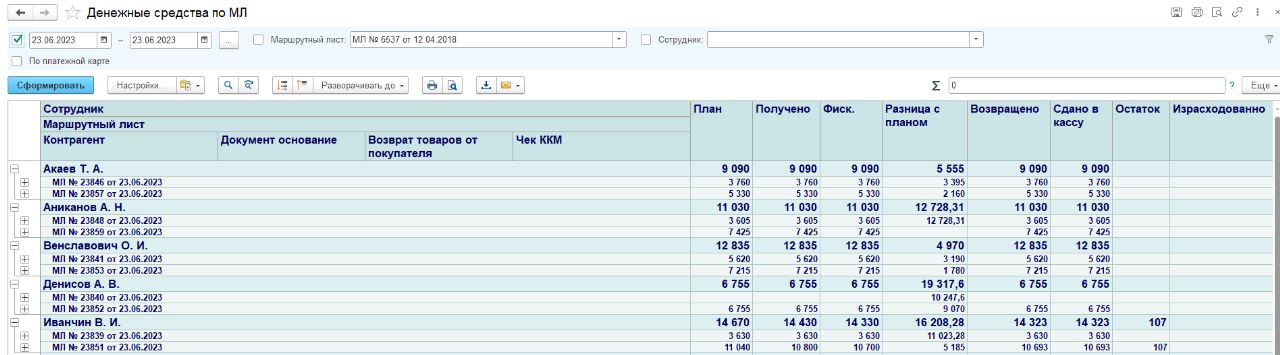 Денежные средства по МЛ
23.06.2023 – 23.06.2023 ... Маршрутный лист: МЛ № 6537 от 12.04.2018 Сотрудник:
По платежной карте
Сформировать Настройки... Разворачивать до Σ 0 ? Еще
Сотрудник План Получено Фиск. Разница с планом Возвращено Сдано в кассу Остаток Израсходованно
Маршрутный лист
Контрагент Документ основание Возврат товаров от покупателя Чек ККМ
Акаев Т. А. 9 090 9 090 9 090 5 555 9 090 9 090
МЛ № 23846 от 23.06.2023 3 760 3 760 3 760 3 395 3 760 3 760
МЛ № 23857 от 23.06.2023 5 330 5 330 5 330 2 160 5 330 5 330
Аниканов А. Н. 11 030 11 030 11 030 12 728,31 11 030 11 030
МЛ № 23848 от 23.06.2023 3 605 3 605 3 605 12 728,31 3 605 3 605
МЛ № 23859 от 23.06.2023 7 425 7 425 7 425 7 425 7 425
Венславович О. И. 12 835 12 835 12 835 4 970 12 835 12 835
МЛ № 23841 от 23.06.2023 5 620 5 620 5 620 3 190 5 620 5 620
МЛ № 23853 от 23.06.2023 7 215 7 215 7 215 1 780 7 215 7 215
Денисов А. В. 6 755 6 755 6 755 19 317,6 6 755 6 755
МЛ № 23840 от 23.06.2023 10 247,6
МЛ № 23852 от 23.06.2023 6 755 6 755 6 755 9 070 6 755 6 755
Иванчин В. И. 14 670 14 430 14 330 16 208,28 14 323 14 323 107
МЛ № 23839 от 23.06.2023 3 630 3 630 3 630 11 023,28 3 630 3 630
МЛ № 23851 от 23.06.2023 11 040 10 800 10 700 5 185 10 693 10 693 107